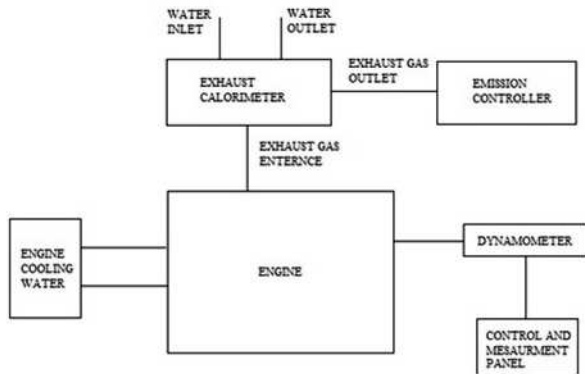 WATER
INLET
WATER
OUTLET
EXHAUST
CALORIMETER
EXHAUST GAS
OUTLET
EMISSION
CONTROLLER
EXHAUST GAS
ENTERNCE
ENGINE
COOLING
WATER
ENGINE
DYNAMOMETER
CONTROL AND
MESAURMENT
PANEL